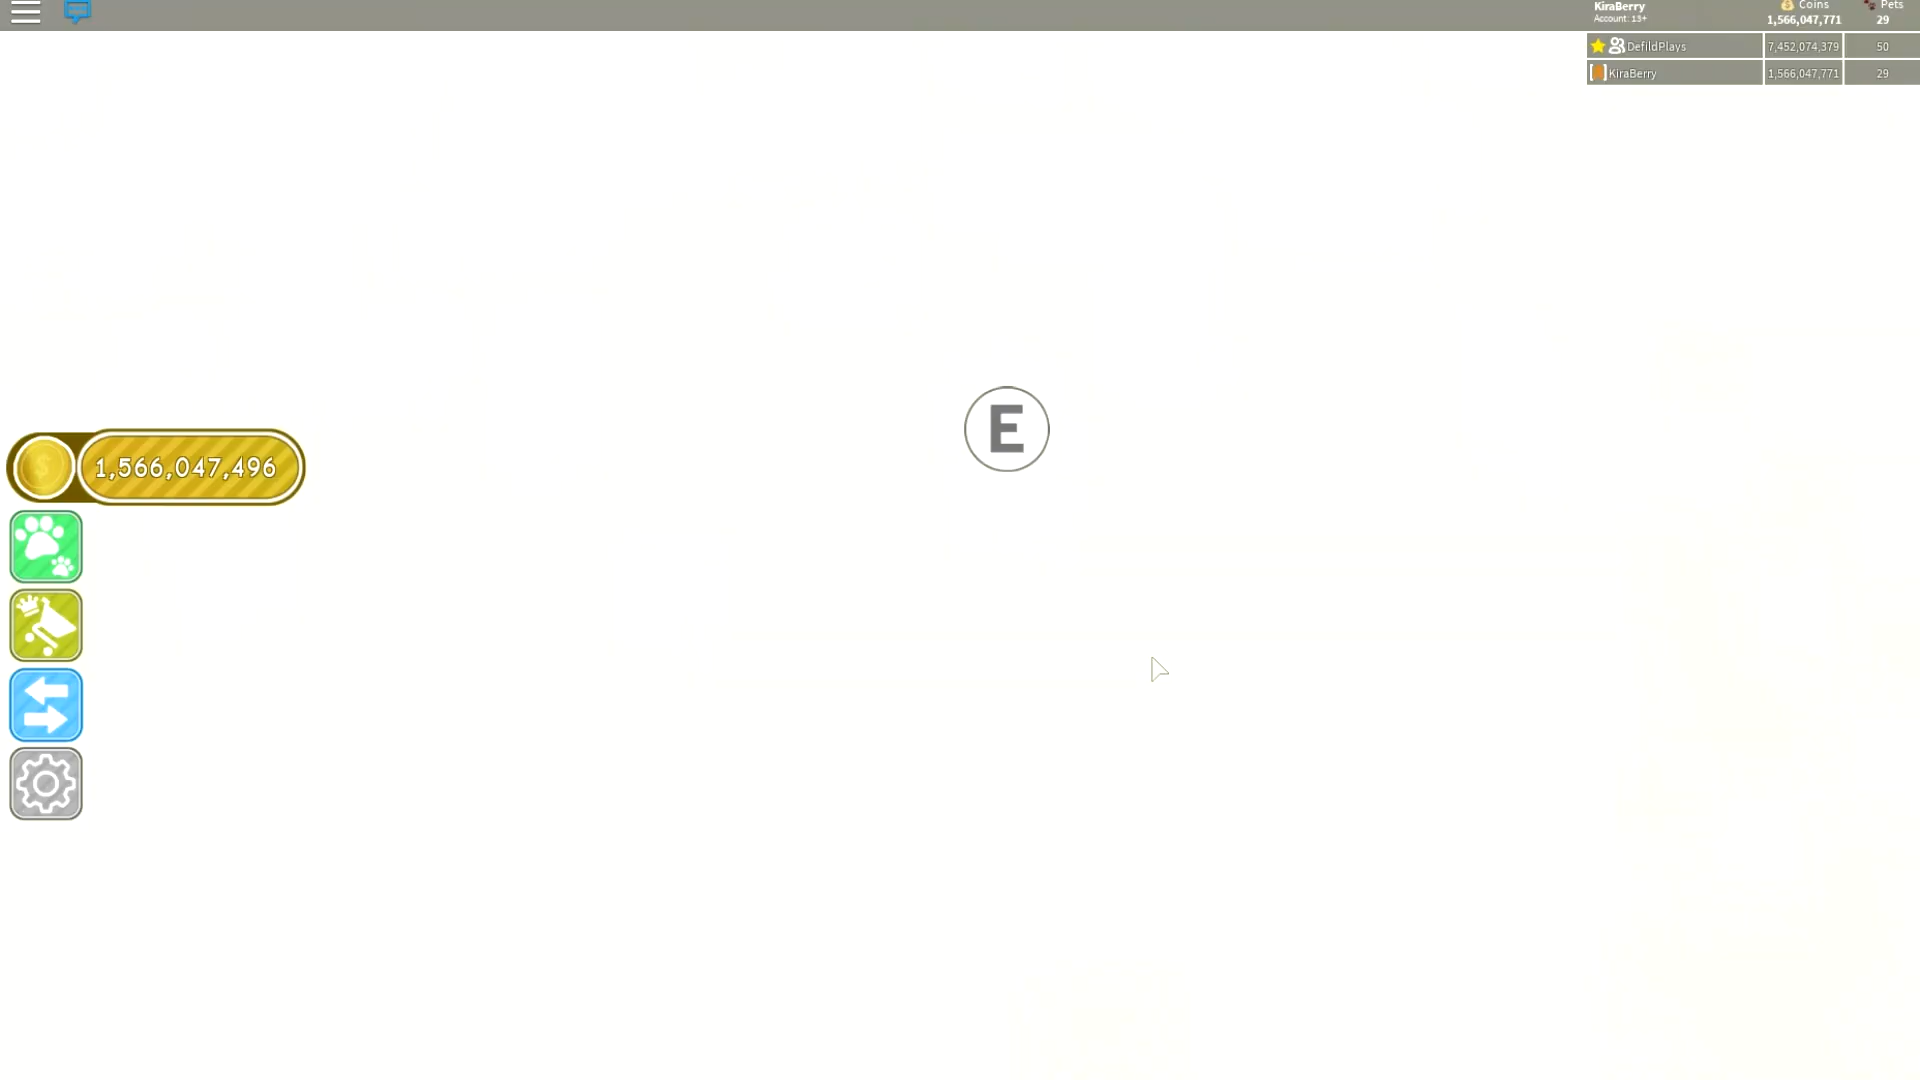 KiraBerry Coins Pets
Account: 13+ 1,566,047,771 29
DefildPlays 7,452,074,379 50
KiraBerry 1,566,047,771 29
E
$ 1,566,047,496